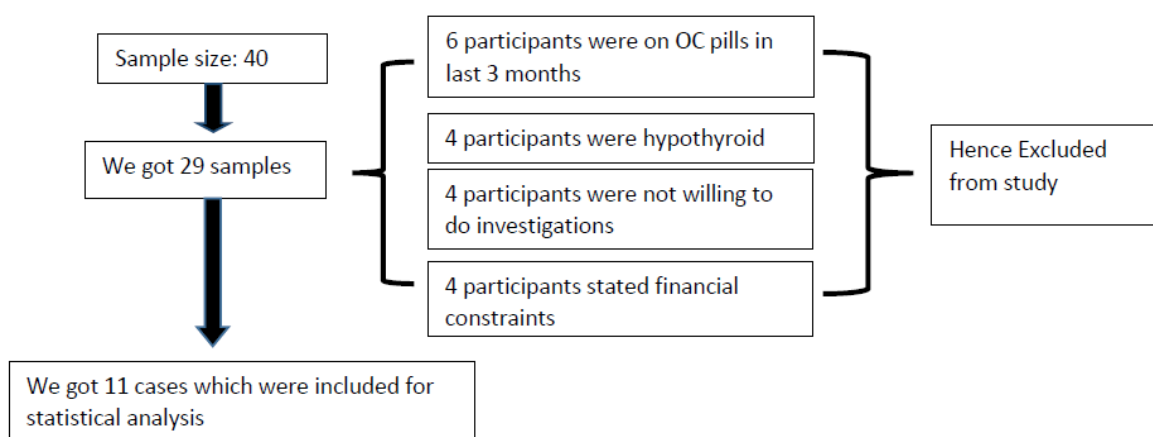 Sample size: 40
We got 29 samples
6 participants were on OC pills in
last 3 months
4 participants were hypothyroid
4 participants were not willing to
do investigations
4 participants stated financial
constraints
Hence Excluded
from study
We got 11 cases which were included for
statistical analysis